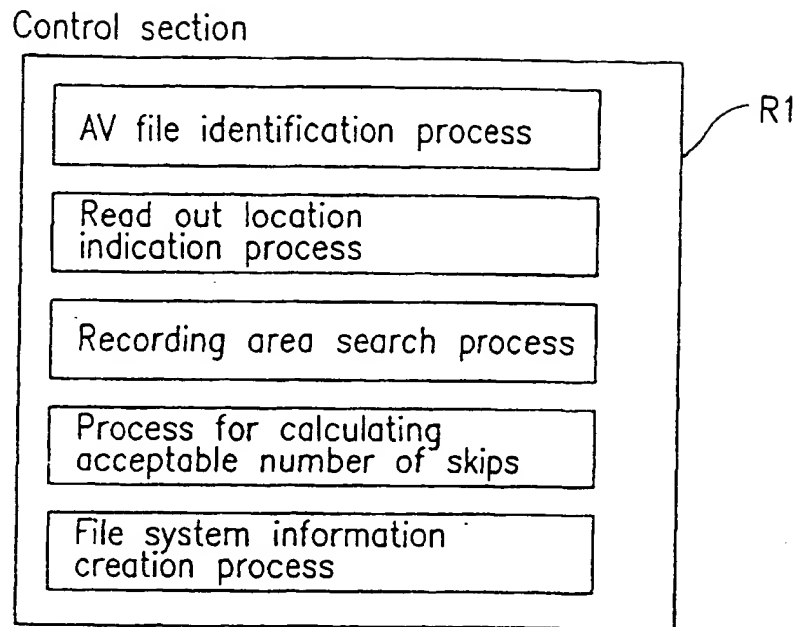 Control section
R1
AV file identification process
Read out location
indication process
Recording area search process
Process for calculating
acceptable number of skips
File system information
creation process